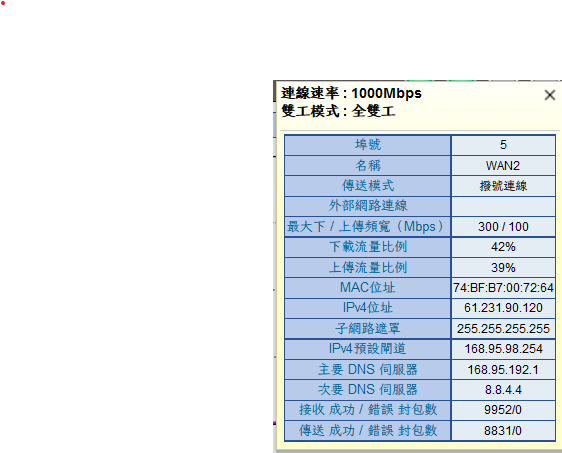 連線速率 : 1000Mbps
雙工模式 : 全雙工
埠號 5
名稱 WAN2
傳送模式 撥號連線
外部網路連線
最大下 / 上傳頻寬（Mbps） 300 / 100
下載流量比例 42%
上傳流量比例 39%
MAC位址 74:BF:B7:00:72:64
IPv4位址 61.231.90.120
子網路遮罩 255.255.255.255
IPv4預設閘道 168.95.98.254
主要 DNS 伺服器 168.95.192.1
次要 DNS 伺服器 8.8.4.4
接收 成功 / 錯誤 封包數 9952/0
傳送 成功 / 錯誤 封包數 8831/0